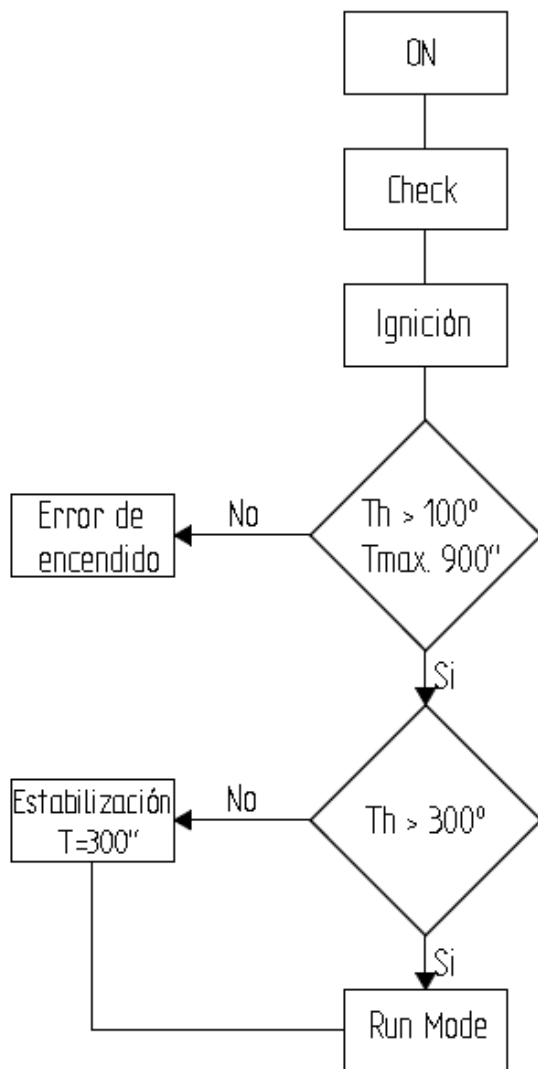 ON
Check
Ignición
Th > 100º
Tmax. 900"
No
Error de
encendido
Si
Th > 300º
No
Estabilización
T=300"
Si
Run Mode